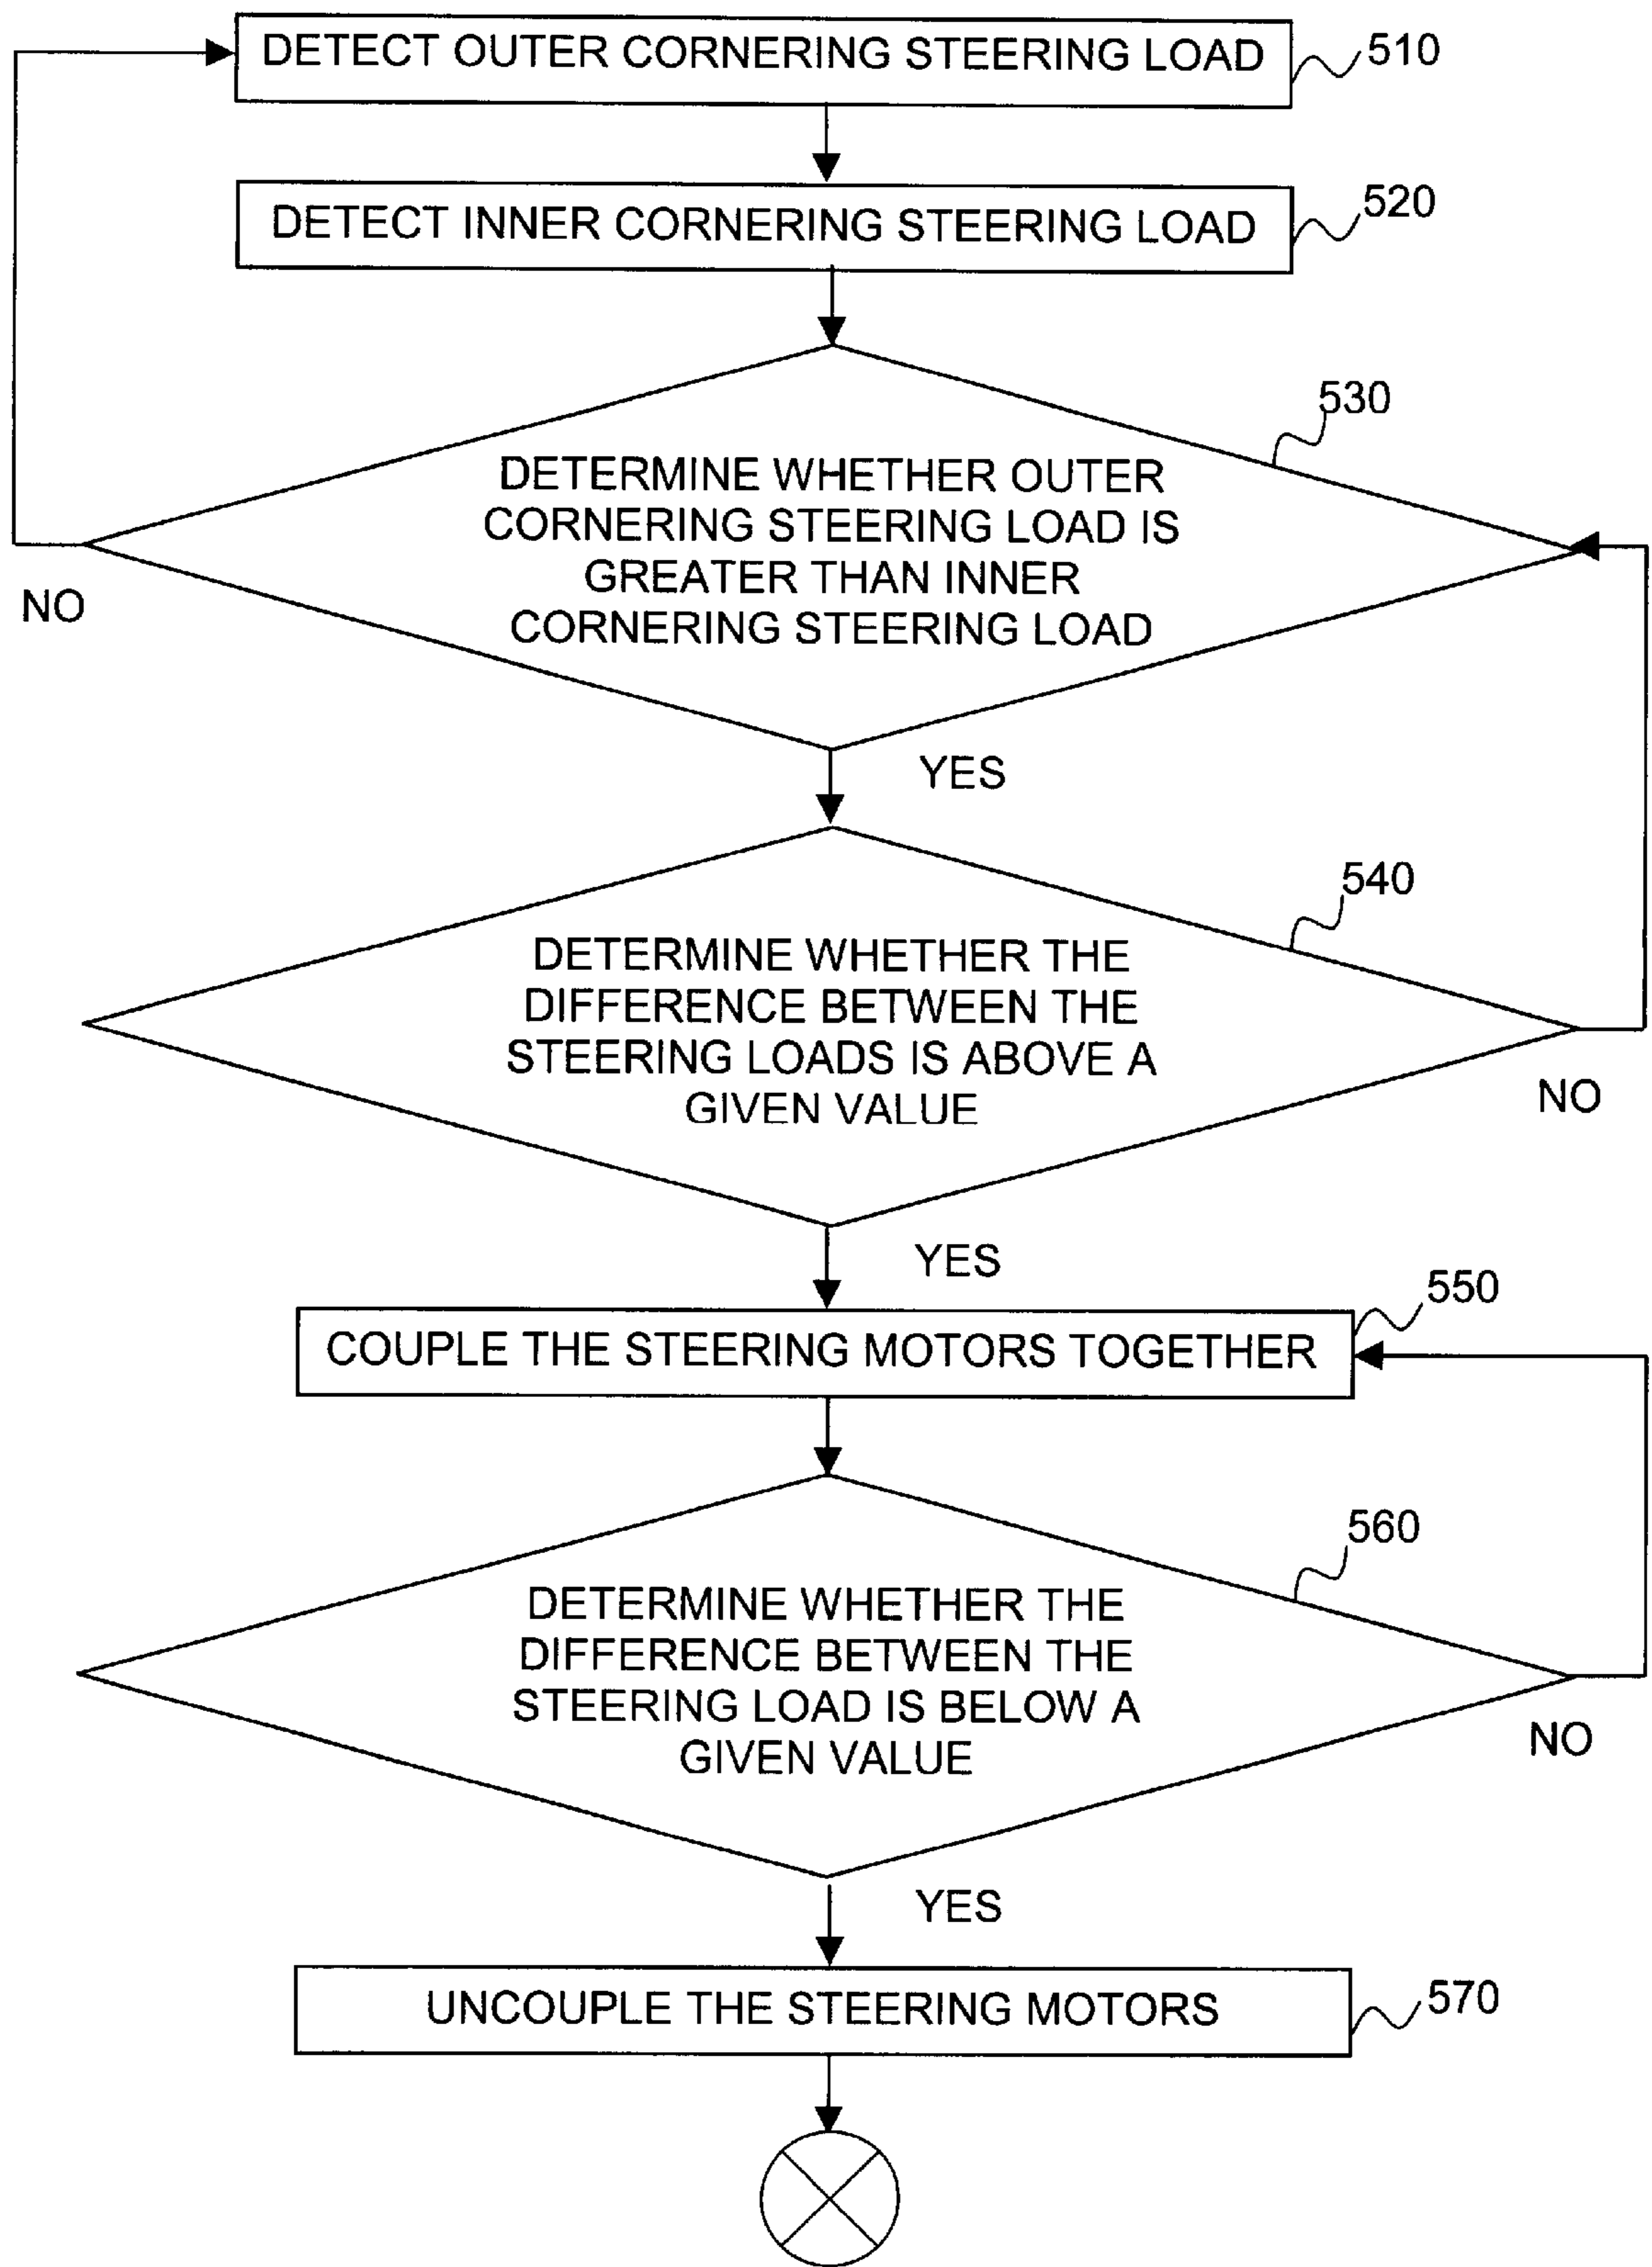 DETECT OUTER CORNERING STEERING LOAD
510
DETECT INNER CORNERING STEERING LOAD
520
530
DETERMINE WHETHER OUTER
CORNERING STEERING LOAD IS
GREATER THAN INNER
CORNERING STEERING LOAD
NO
YES
540
DETERMINE WHETHER THE
DIFFERENCE BETWEEN THE
STEERING LOADS IS ABOVE A
GIVEN VALUE
NO
YES
550
COUPLE THE STEERING MOTORS TOGETHER
560
DETERMINE WHETHER THE
DIFFERENCE BETWEEN THE
STEERING LOAD IS BELOW A
GIVEN VALUE
NO
YES
UNCOUPLE THE STEERING MOTORS
570